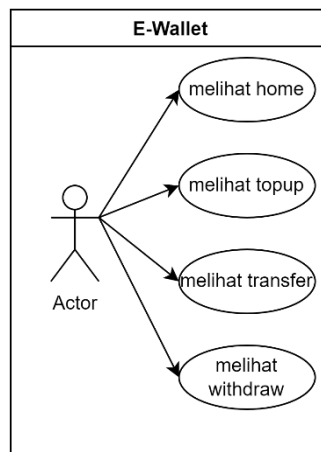 E-Wallet
melihat home
melihat topup
melihat transfer
Actor
melihat
withdraw